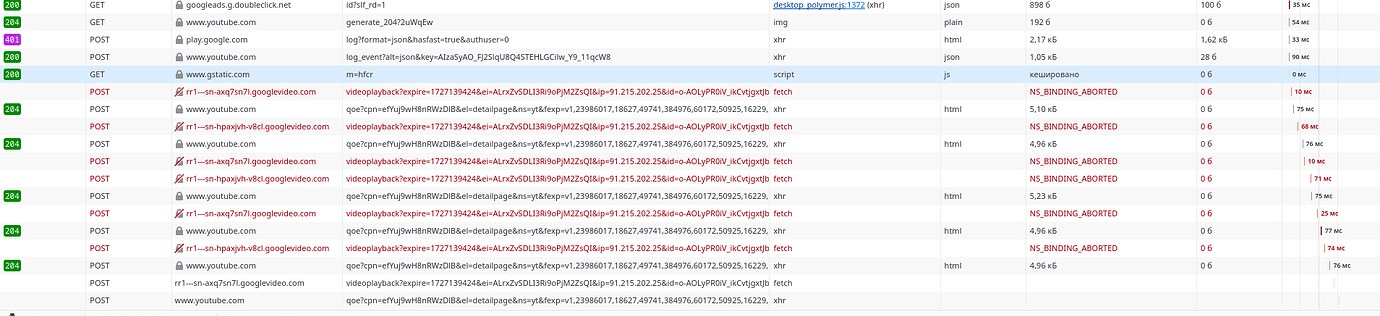 200 GET googleads.g.doubleclick.net id?slf_rd=1 desktop_polymer.js:1372 (xhr) json 898 б 100 б 35 мс
204 GET www.youtube.com generate_204?2uWqEw img plain 192 б 0 б 54 мс
401 POST play.google.com log?format=json&hasfast=true&authuser=0 xhr html 2,17 кБ 1,62 кБ 33 мс
200 POST www.youtube.com log_event?alt=json&key=AIzaSyAO_FJ2SlqU8Q4STEHLGCilw_Y9_11qcW8 xhr json 1,05 кБ 28 б 90 мс
200 GET www.gstatic.com m=hfcr script js кешировано 0 б 0 мс
POST rr1---sn-axq7sn7l.googlevideo.com videoplayback?expire=1727139424&ei=ALrxZvSDLI3Ri9oPjM2ZsQI&ip=91.215.202.25&id=o-AOLyPR0iV_ikCvtjgxtJb fetch NS_BINDING_ABORTED 0 б 10 мс
204 POST www.youtube.com qoe?cpn=efYuj9wH8nRWzDlB&el=detailpage&ns=yt&fexp=v1,23986017,18627,49741,384976,60172,50925,16229, xhr html 5,10 кБ 0 б 75 мс
POST rr1---sn-hpaxjvh-v8cl.googlevideo.com videoplayback?expire=1727139424&ei=ALrxZvSDLI3Ri9oPjM2ZsQI&ip=91.215.202.25&id=o-AOLyPR0iV_ikCvtjgxtJb fetch NS_BINDING_ABORTED 0 б 68 мс
204 POST www.youtube.com qoe?cpn=efYuj9wH8nRWzDlB&el=detailpage&ns=yt&fexp=v1,23986017,18627,49741,384976,60172,50925,16229, xhr html 4,96 кБ 0 б 76 мс
POST rr1---sn-axq7sn7l.googlevideo.com videoplayback?expire=1727139424&ei=ALrxZvSDLI3Ri9oPjM2ZsQI&ip=91.215.202.25&id=o-AOLyPR0iV_ikCvtjgxtJb fetch NS_BINDING_ABORTED 0 б 10 мс
POST rr1---sn-hpaxjvh-v8cl.googlevideo.com videoplayback?expire=1727139424&ei=ALrxZvSDLI3Ri9oPjM2ZsQI&ip=91.215.202.25&id=o-AOLyPR0iV_ikCvtjgxtJb fetch NS_BINDING_ABORTED 0 б 71 мс
204 POST www.youtube.com qoe?cpn=efYuj9wH8nRWzDlB&el=detailpage&ns=yt&fexp=v1,23986017,18627,49741,384976,60172,50925,16229, xhr html 5,23 кБ 0 б 75 мс
POST rr1---sn-axq7sn7l.googlevideo.com videoplayback?expire=1727139424&ei=ALrxZvSDLI3Ri9oPjM2ZsQI&ip=91.215.202.25&id=o-AOLyPR0iV_ikCvtjgxtJb fetch NS_BINDING_ABORTED 0 б 25 мс
204 POST www.youtube.com qoe?cpn=efYuj9wH8nRWzDlB&el=detailpage&ns=yt&fexp=v1,23986017,18627,49741,384976,60172,50925,16229, xhr html 4,96 кБ 0 б 77 мс
POST rr1---sn-hpaxjvh-v8cl.googlevideo.com videoplayback?expire=1727139424&ei=ALrxZvSDLI3Ri9oPjM2ZsQI&ip=91.215.202.25&id=o-AOLyPR0iV_ikCvtjgxtJb fetch NS_BINDING_ABORTED 0 б 74 мс
204 POST www.youtube.com qoe?cpn=efYuj9wH8nRWzDlB&el=detailpage&ns=yt&fexp=v1,23986017,18627,49741,384976,60172,50925,16229, xhr html 4,96 кБ 0 б 76 мс
POST rr1---sn-axq7sn7l.googlevideo.com videoplayback?expire=1727139424&ei=ALrxZvSDLI3Ri9oPjM2ZsQI&ip=91.215.202.25&id=o-AOLyPR0iV_ikCvtjgxtJb fetch
POST www.youtube.com qoe?cpn=efYuj9wH8nRWzDlB&el=detailpage&ns=yt&fexp=v1,23986017,18627,49741,384976,60172,50925,16229, xhr